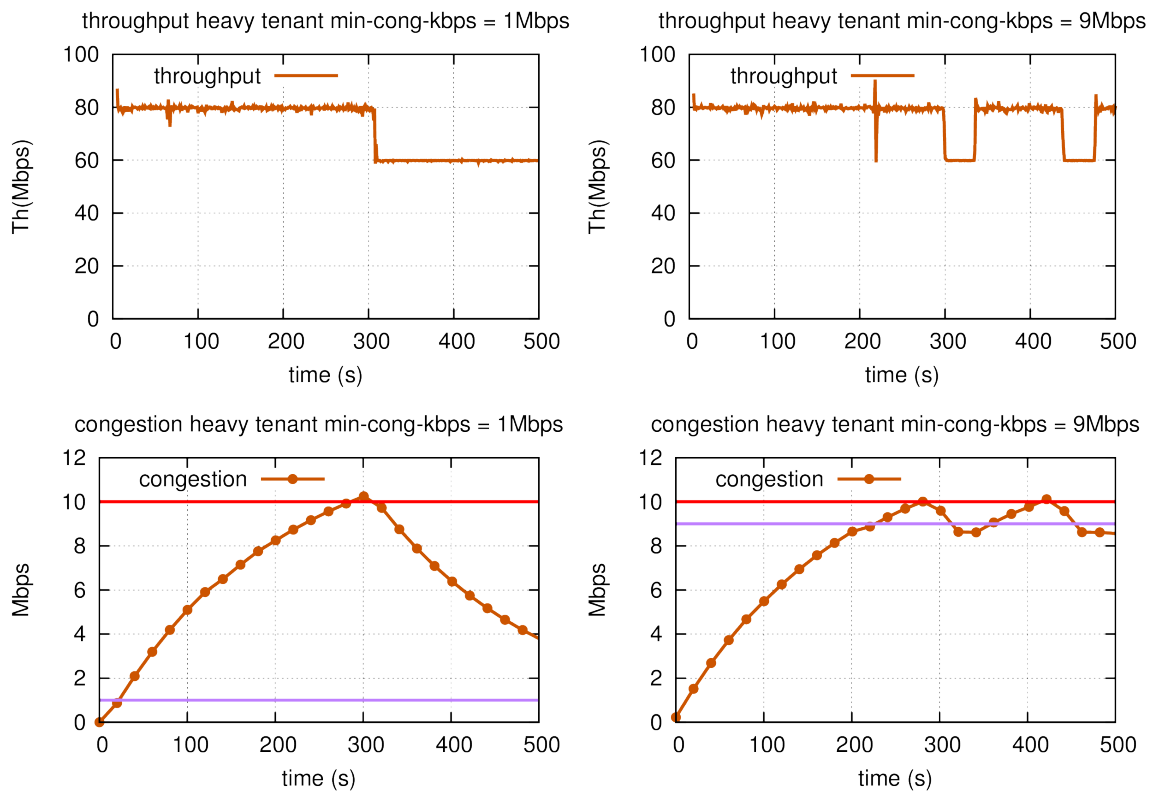 throughput heavy tenant min-cong-kbps = 1Mbps
throughput
Th(Mbps)
100
80
60
40
20
0
0 100 200 300 400 500
time (s)
throughput heavy tenant min-cong-kbps = 9Mbps
throughput
Th(Mbps)
100
80
60
40
20
0
0 100 200 300 400 500
time (s)
congestion heavy tenant min-cong-kbps = 1Mbps
congestion
Mbps
12
10
8
6
4
2
0
0 100 200 300 400 500
time (s)
congestion heavy tenant min-cong-kbps = 9Mbps
congestion
Mbps
12
10
8
6
4
2
0
0 100 200 300 400 500
time (s)